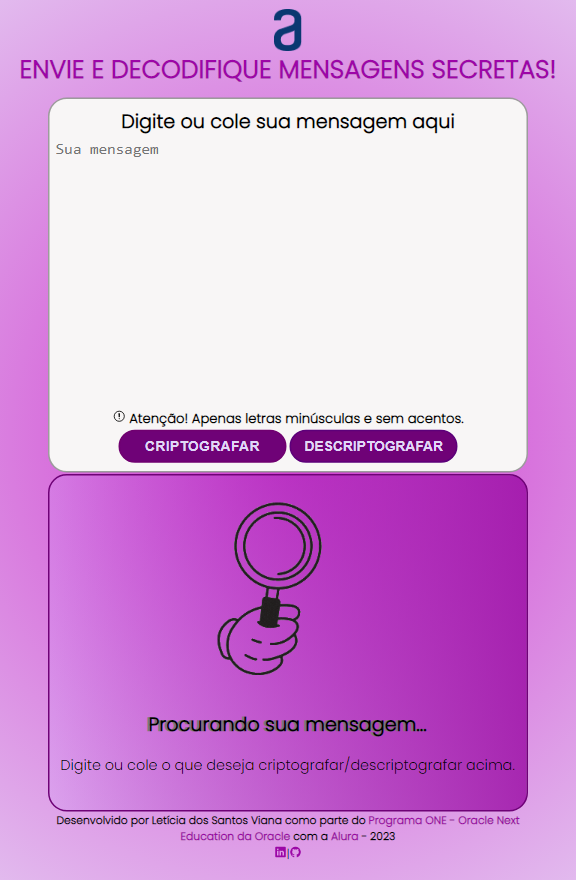 a
ENVIE E DECODIFIQUE MENSAGENS SECRETAS!
Digite ou cole sua mensagem aqui
Sua mensagem
Atenção! Apenas letras minúsculas e sem acentos.
CRIPTOGRAFAR DESCRIPTOGRAFAR
Procurando sua mensagem...
Digite ou cole o que deseja criptografar/descriptografar acima.
Desenvolvido por Letícia dos Santos Viana como parte do Programa ONE - Oracle Next
Education da Oracle com a Alura - 2023
in|